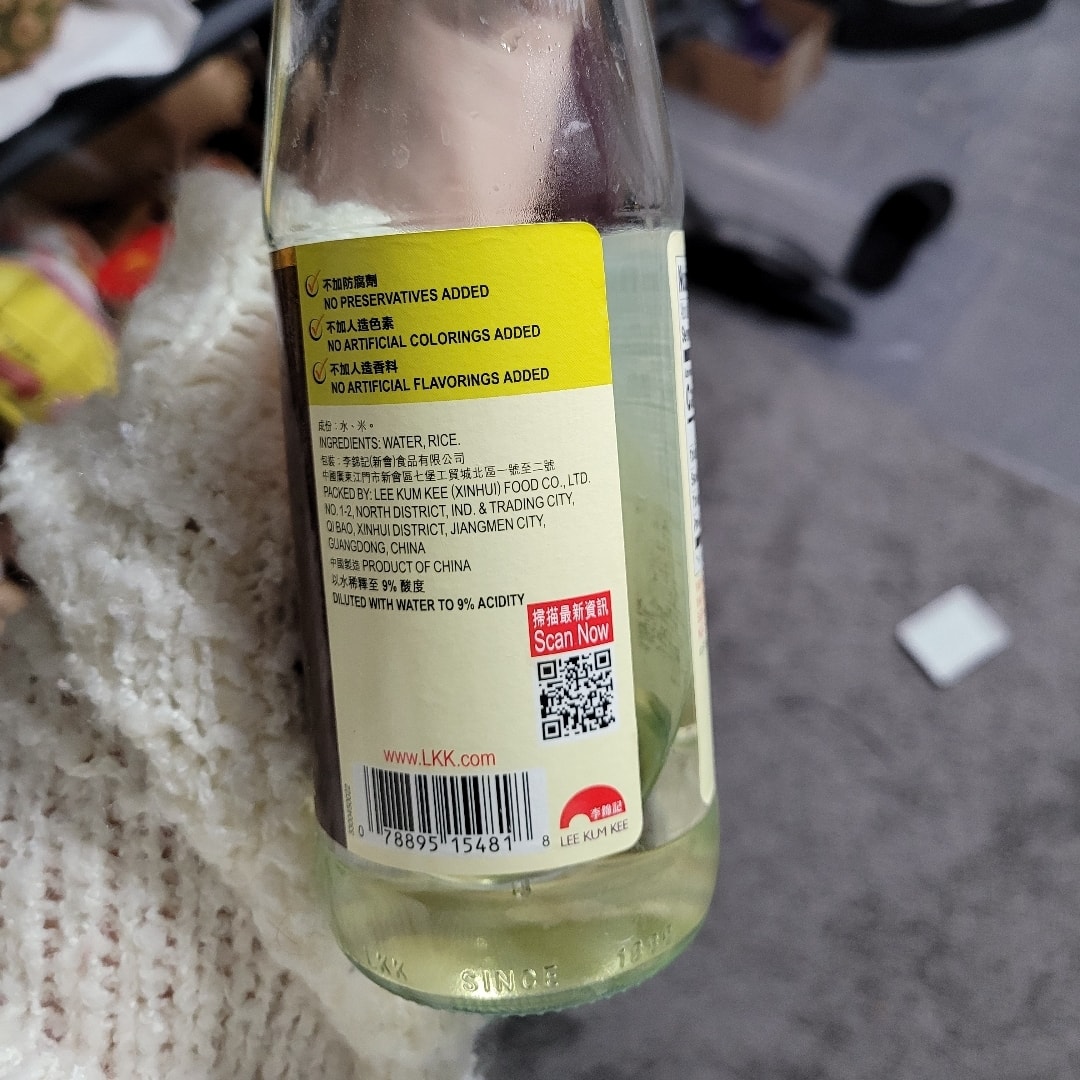 不加防腐劑
NO PRESERVATIVES ADDED
不加人造色素
NO ARTIFICIAL COLORINGS ADDED
不加人造香料
NO ARTIFICIAL FLAVORINGS ADDED
成份：水、米。
INGREDIENTS: WATER, RICE.
包裝：李錦記(新會)食品有限公司
中國廣東江門市新會區七堡工貿城北區一號至二號
PACKED BY: LEE KUM KEE (XINHUI) FOOD CO., LTD.
NO. 1-2, NORTH DISTRICT, IND. & TRADING CITY,
QI BAO, XINHUI DISTRICT, JIANGMEN CITY,
GUANGDONG, CHINA
中國製造 PRODUCT OF CHINA
以水稀釋至 9% 酸度
DILUTED WITH WATER TO 9% ACIDITY
掃描最新資訊
Scan Now
www.LKK.com
0 78895 15481 8
李錦記
LEE KUM KEE
LKK SINCE